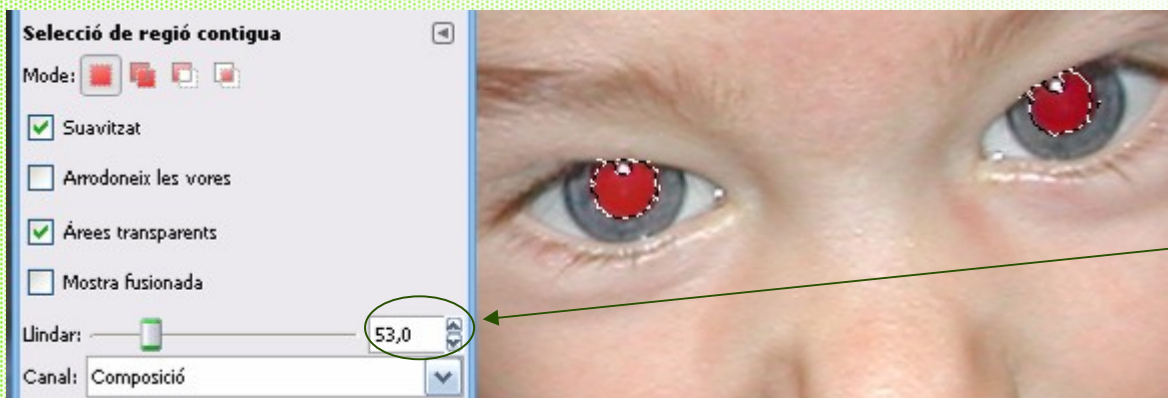 Selecció de regió contigua
Mode:
Suavitzat
Arrodoneix les vores
Àrees transparents
Mostra fusionada
Llindar: 53,0
Canal: Composició